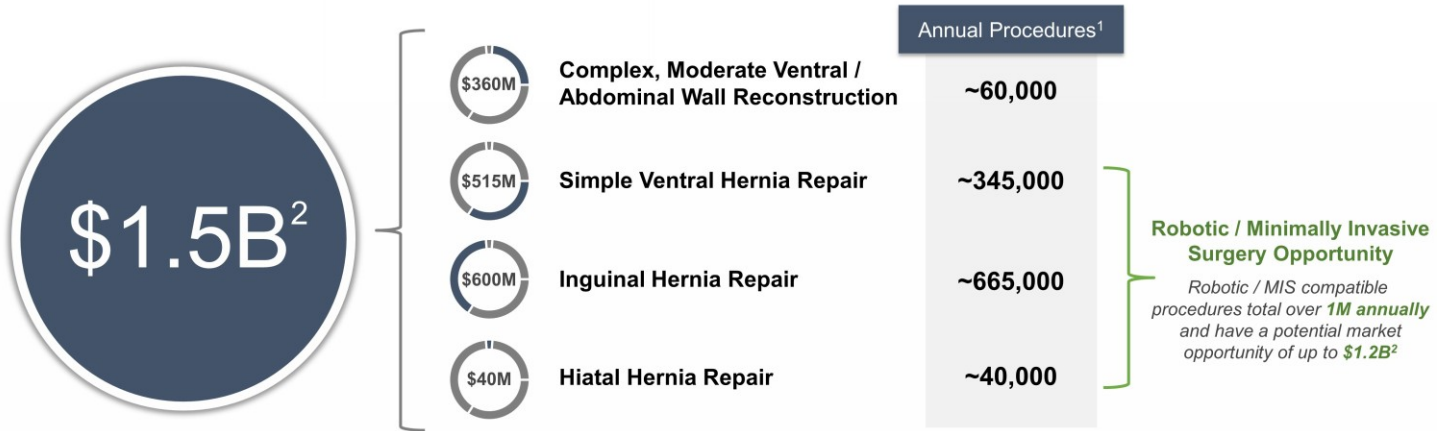 Annual Procedures¹
$1.5B²
$360M
Complex, Moderate Ventral /
Abdominal Wall Reconstruction
~60,000
$515M
Simple Ventral Hernia Repair
~345,000
$600M
Inguinal Hernia Repair
~665,000
$40M
Hiatal Hernia Repair
~40,000
Robotic / Minimally Invasive
Surgery Opportunity
Robotic / MIS compatible
procedures total over 1M annually
and have a potential market
opportunity of up to $1.2B²